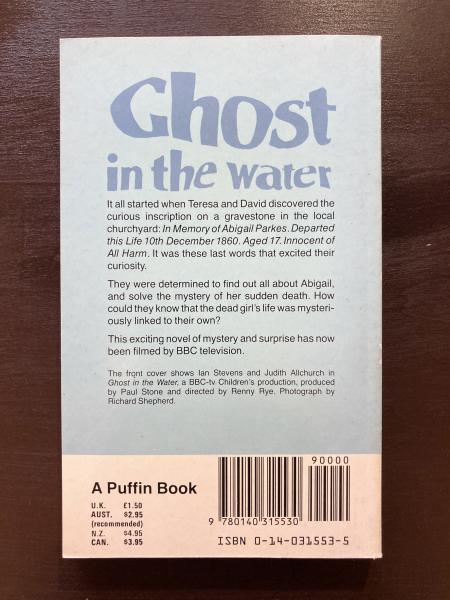 Ghost
in the water
It all started when Teresa and David discovered the
curious inscription on a gravestone in the local
churchyard: In Memory of Abigail Parkes. Departed
this Life 10th December 1860. Aged 17. Innocent of
All Harm. It was these last words that excited their
curiosity.
They were determined to find out all about Abigail,
and solve the mystery of her sudden death. How
could they know that the dead girl's life was mysteri-
ously linked to their own?
This exciting novel of mystery and surprise has now
been filmed by BBC television.
The front cover shows Ian Stevens and Judith Allchurch in
Ghost in the Water, a BBC-tv Children's production, produced
by Paul Stone and directed by Renny Rye. Photograph by
Richard Shepherd.
A Puffin Book
U.K. £1.50
AUST. $2.95
(recommended)
N.Z. $4.95
CAN. $3.95
90000
9 780140 315530
ISBN 0-14-031553-5